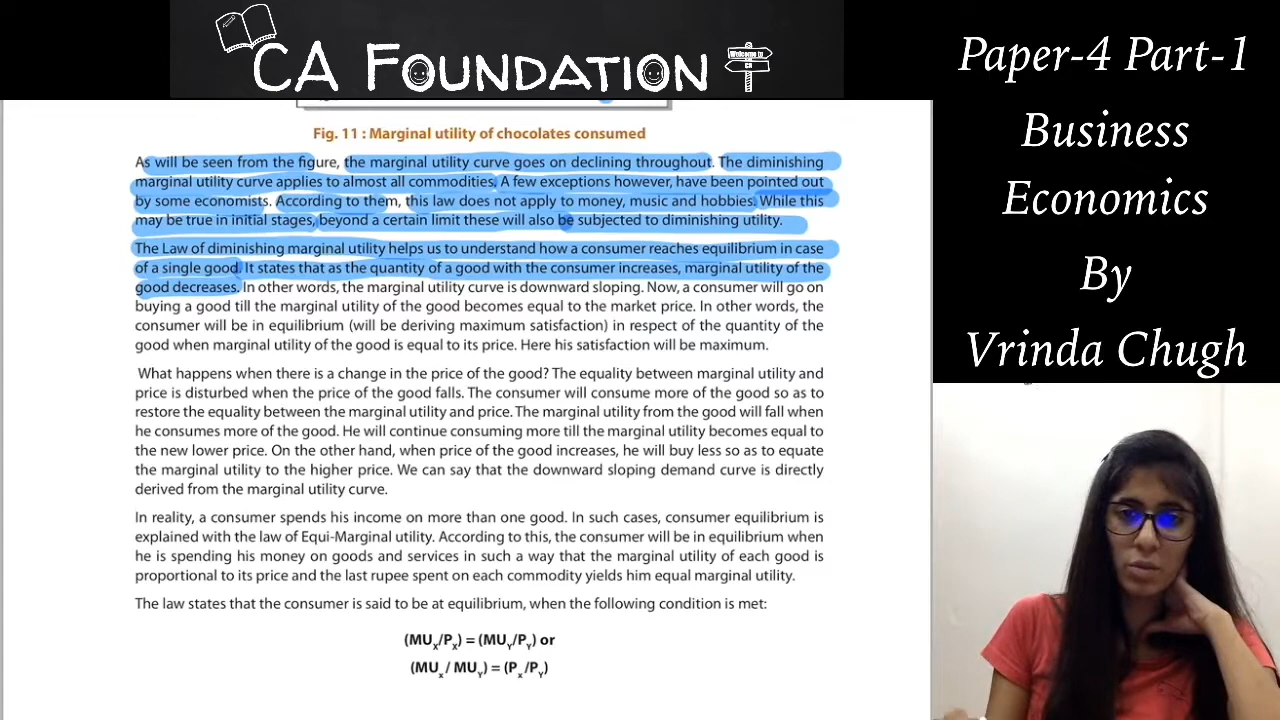 CA FOUNDATION
Welcome to
CA
Paper-4 Part-1
Business
Economics
By
Vrinda Chugh
Fig. 11 : Marginal utility of chocolates consumed
As will be seen from the figure, the marginal utility curve goes on declining throughout. The diminishing
marginal utility curve applies to almost all commodities. A few exceptions however, have been pointed out
by some economists. According to them, this law does not apply to money, music and hobbies. While this
may be true in initial stages, beyond a certain limit these will also be subjected to diminishing utility.
The Law of diminishing marginal utility helps us to understand how a consumer reaches equilibrium in case
of a single good. It states that as the quantity of a good with the consumer increases, marginal utility of the
good decreases. In other words, the marginal utility curve is downward sloping. Now, a consumer will go on
buying a good till the marginal utility of the good becomes equal to the market price. In other words, the
consumer will be in equilibrium (will be deriving maximum satisfaction) in respect of the quantity of the
good when marginal utility of the good is equal to its price. Here his satisfaction will be maximum.
What happens when there is a change in the price of the good? The equality between marginal utility and
price is disturbed when the price of the good falls. The consumer will consume more of the good so as to
restore the equality between the marginal utility and price. The marginal utility from the good will fall when
he consumes more of the good. He will continue consuming more till the marginal utility becomes equal to
the new lower price. On the other hand, when price of the good increases, he will buy less so as to equate
the marginal utility to the higher price. We can say that the downward sloping demand curve is directly
derived from the marginal utility curve.
In reality, a consumer spends his income on more than one good. In such cases, consumer equilibrium is
explained with the law of Equi-Marginal utility. According to this, the consumer will be in equilibrium when
he is spending his money on goods and services in such a way that the marginal utility of each good is
proportional to its price and the last rupee spent on each commodity yields him equal marginal utility.
The law states that the consumer is said to be at equilibrium, when the following condition is met:
(MUx/Px) = (MUY/PY) or
(MUx / MUY) = (Px /PY)